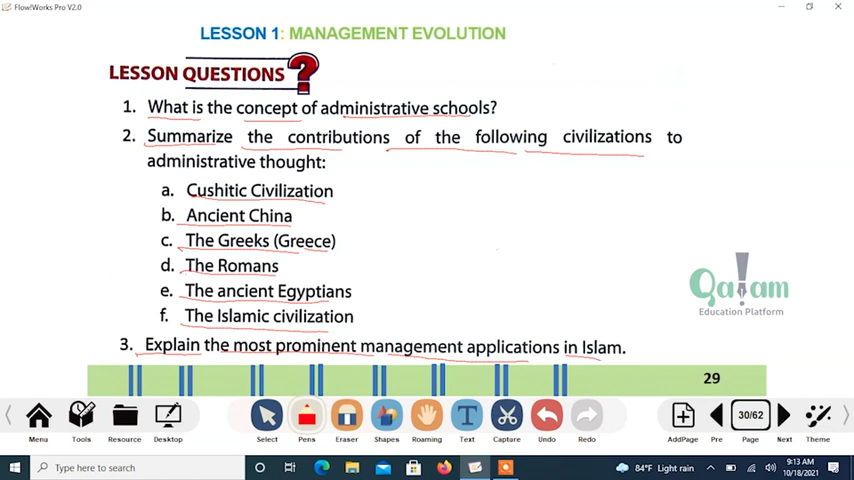 Flow!Works Pro V2.0
LESSON 1: MANAGEMENT EVOLUTION
LESSON QUESTIONS ?
1. What is the concept of administrative schools?
2. Summarize the contributions of the following civilizations to
administrative thought:
a. Cushitic Civilization
b. Ancient China
c. The Greeks (Greece)
d. The Romans
e. The ancient Egyptians
f. The Islamic civilization
3. Explain the most prominent management applications in Islam.
Qalam
Education Platform
29
30/62
Menu Tools Resource Desktop Select Pens Eraser Shapes Roaming Text Capture Undo Redo AddPage Pre Page Next Theme
Type here to search
84°F Light rain
9:13 AM
10/18/2021